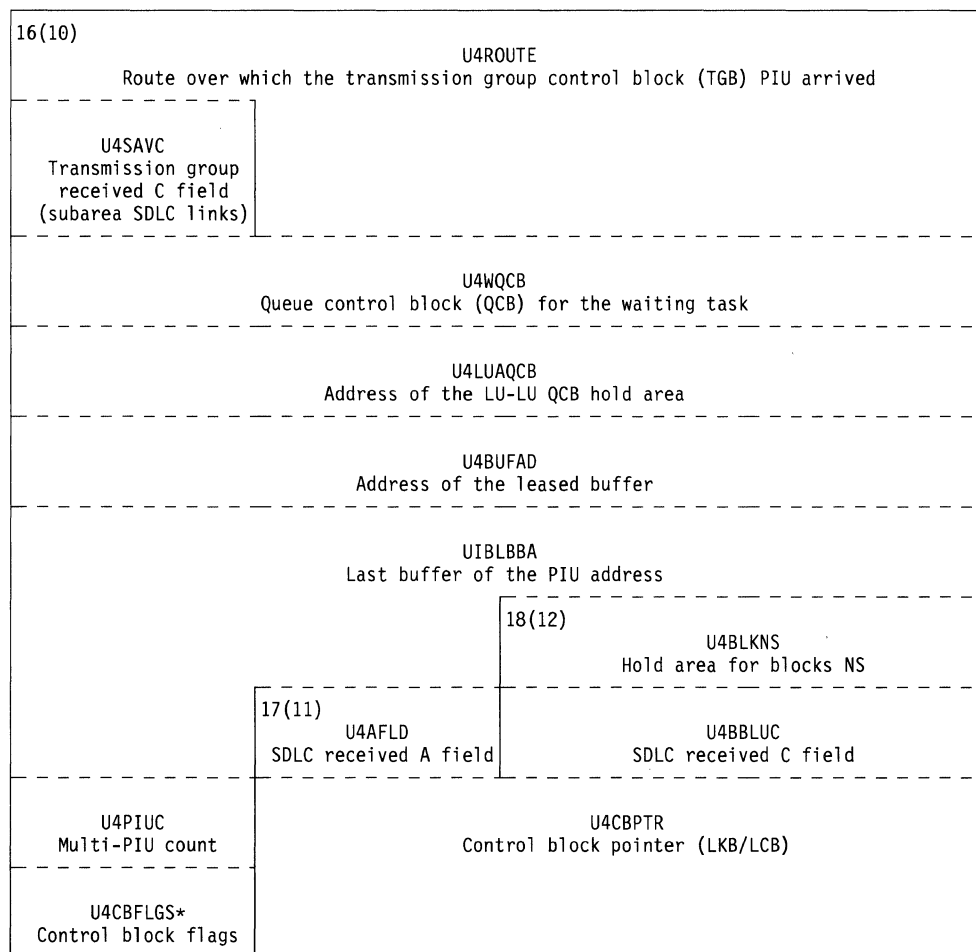 16(10)
U4ROUTE
Route over which the transmission group control block (TGB) PIU arrived
U4SAVC
Transmission group
received C field
(subarea SDLC links)
U4WQCB
Queue control block (QCB) for the waiting task
U4LUAQCB
Address of the LU-LU QCB hold area
U4BUFAD
Address of the leased buffer
UIBLBBA
Last buffer of the PIU address
18(12)
U4BLKNS
Hold area for blocks NS
17(11)
U4AFLD
SDLC received A field
U4BBLUC
SDLC received C field
U4PIUC
Multi-PIU count
U4CBPTR
Control block pointer (LKB/LCB)
U4CBFLGS*
Control block flags